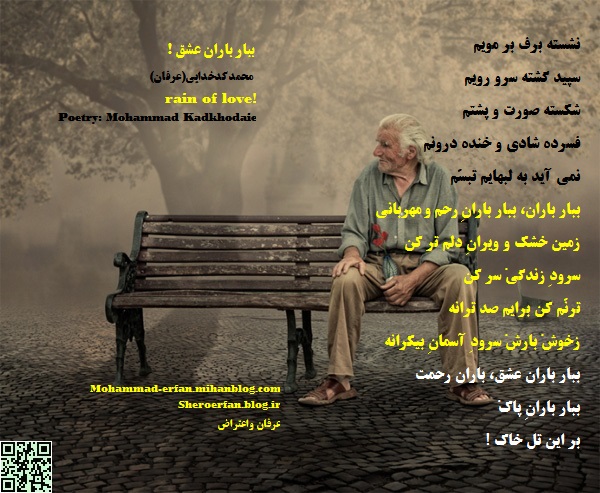 ببار باران عشق !
محمدکدخدایی(عرفان)
rain of love!
Poetry: Mohammad Kadkhodaie
نشسته برف بر مویم
سپید گشته سرو رویم
شکسته صورت و پشتم
فسرده شادی و خنده درونم
نمی آید به لبهایم تبسّم
ببار باران، ببار بارانِ رحم و مهربانی
زمین خشک و ویرانِ دلم تر کن
سرودِ زندگیْ سر کن
ترنّم کن برایم صد ترانه
زخوشْ بارشْ سرود آسمانِ بیکرانه
ببار باران عشق، باران رحمت
ببار بارانِ پاکْ
بر این تل خاک !
Mohammad-erfan.mihanblog.com
Sheroerfan.blog.ir
عرفان واعتراض